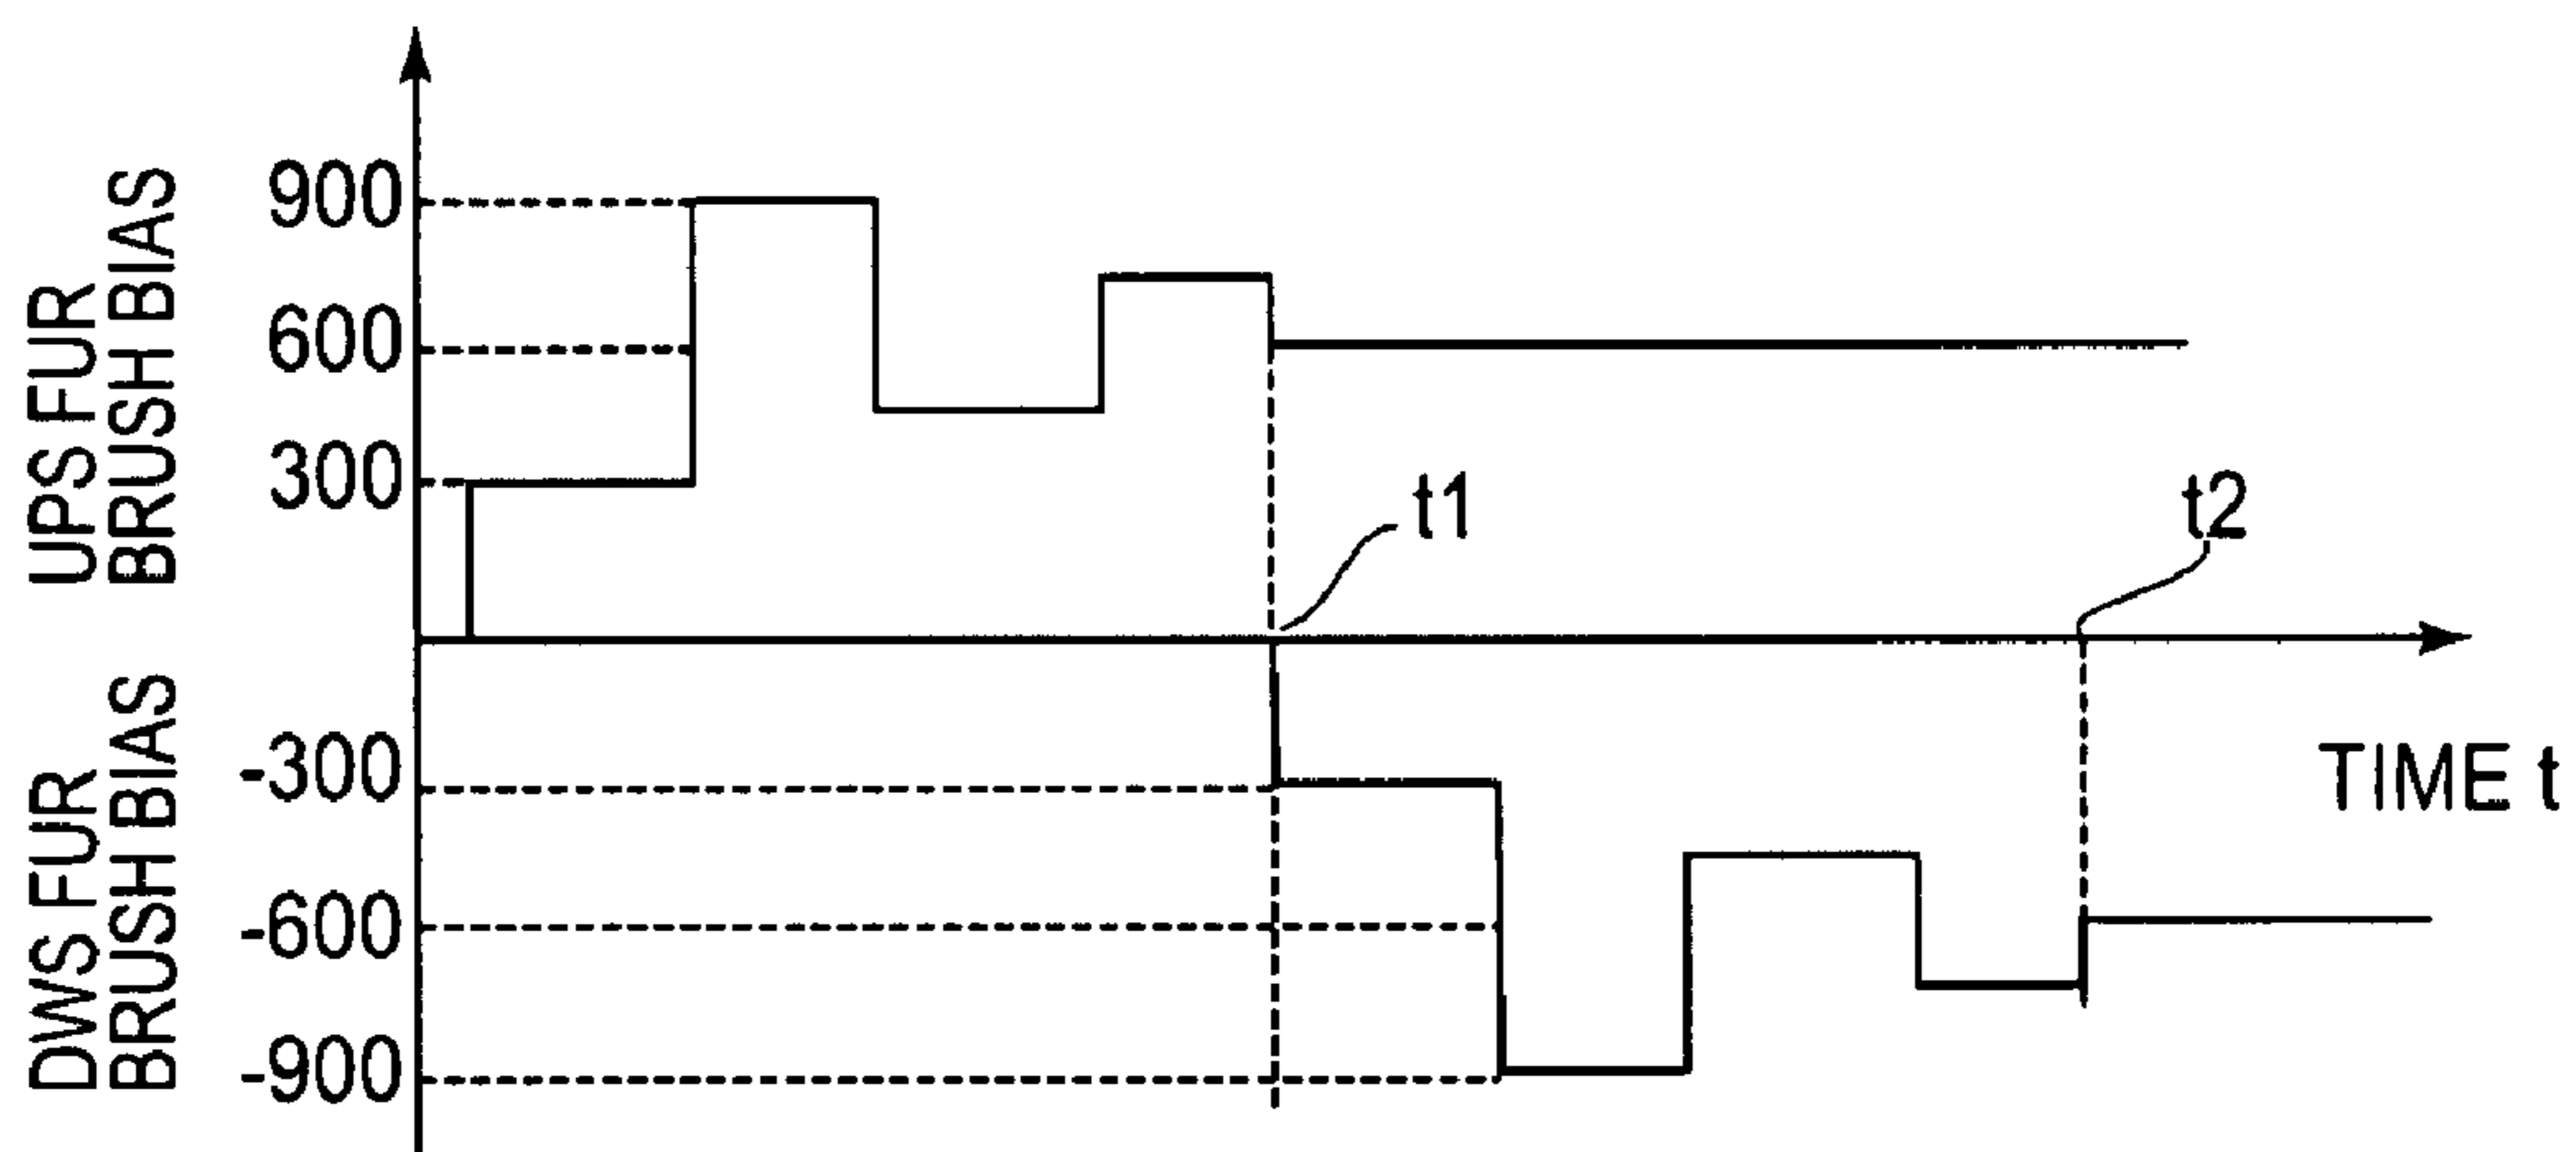 UPS FUR
BRUSH BIAS
900
600
300
t1
t2
DWS FUR
BRUSH BIAS
-300
-600
-900
TIME t